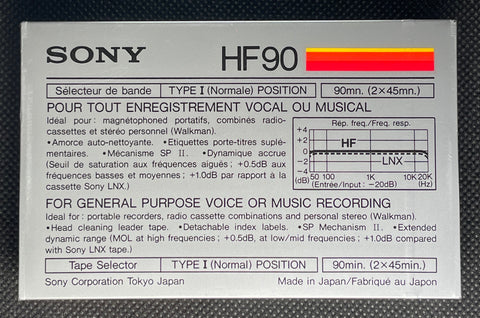 SONY HF90
Sélecteur de bande TYPE I (Normale) POSITION 90mn. (2×45mn.)
POUR TOUT ENREGISTREMENT VOCAL OU MUSICAL
Idéal pour: magnétophoned portatifs, combinés radio-
cassettes et stéréo personnel (Walkman).
•Amorce auto-nettoyante. •Etiquettes porte-titres suplé-
mentaires. •Mécanisme SP II. •Dynamique accrue
(Seuil de saturation aux fréquences aigues; +0.5dB aux
fréquences basses et moyennes; +1.0dB par rapport à la
cassette Sony LNX.)
Rép. freq./Freq. resp.
+4
+2
0
-2
-4
(dB)
HF
LNX
50 100 500 1K 10K 20K
(Entrée/Input: -20dB) (Hz)
FOR GENERAL PURPOSE VOICE OR MUSIC RECORDING
Ideal for: portable recorders, radio cassette combinations and personal stereo (Walkman).
•Head cleaning leader tape. •Detachable index labels. •SP Mechanism II. •Extended
dynamic range (MOL at high frequencies; +0.5dB, at low/mid frequencies; +1.0dB compared
with Sony LNX tape.)
Tape Selector TYPE I (Normal) POSITION 90min. (2×45min.)
Sony Corporation Tokyo Japan Made in Japan/Fabriqué au Japon